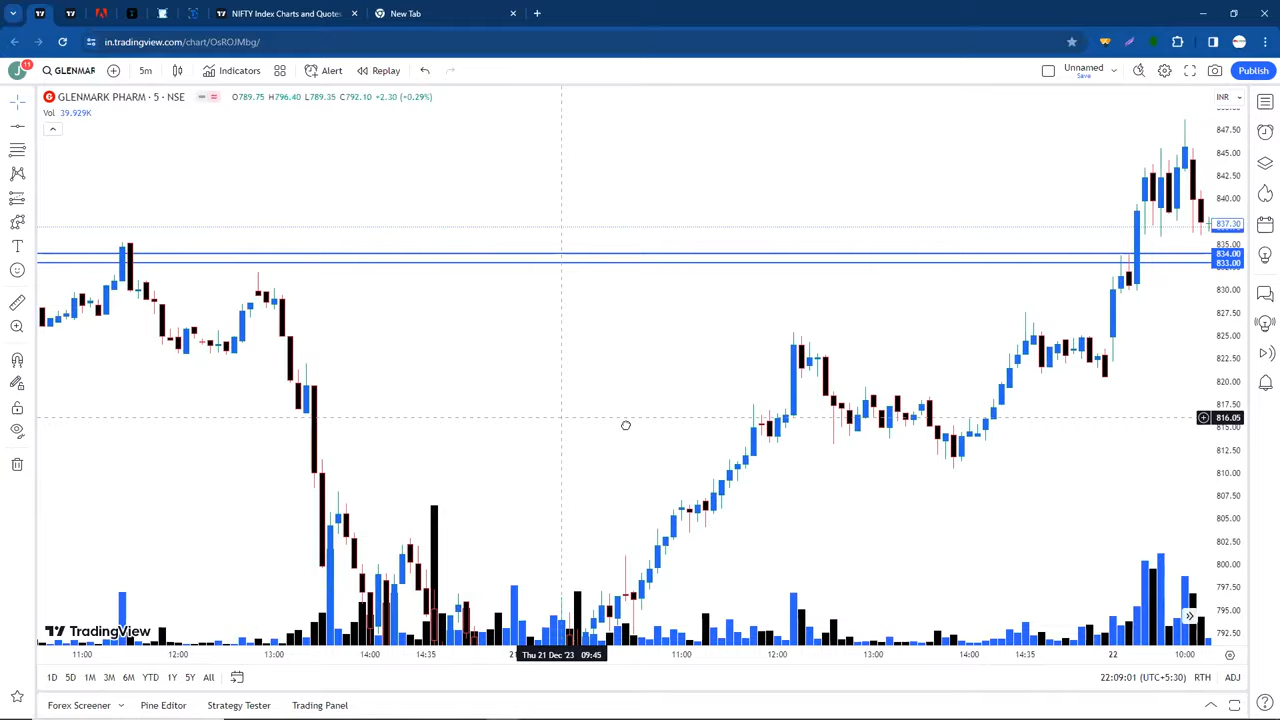 NIFTY Index Charts and Quotes
New Tab
in.tradingview.com/chart/OsROJMbg/
J
11
GLENMAR
5m
Indicators
Alert
Replay
Unnamed
Save
Publish
GLENMARK PHARM · 5 · NSE
O789.75 H796.40 L789.35 C792.10 +2.30 (+0.29%)
INR
Vol 39.929K
847.50
845.00
842.50
840.00
837.30
835.00
834.00
833.00
830.00
827.50
825.00
822.50
820.00
817.50
816.05
815.00
812.50
810.00
807.50
805.00
802.50
800.00
797.50
795.00
792.50
TradingView
11:00
12:00
13:00
14:00
14:35
Thu 21 Dec '23 09:45
11:00
12:00
13:00
14:00
14:35
22
10:00
1D 5D 1M 3M 6M YTD 1Y 5Y All
22:09:01 (UTC+5:30) RTH ADJ
Forex Screener Pine Editor Strategy Tester Trading Panel